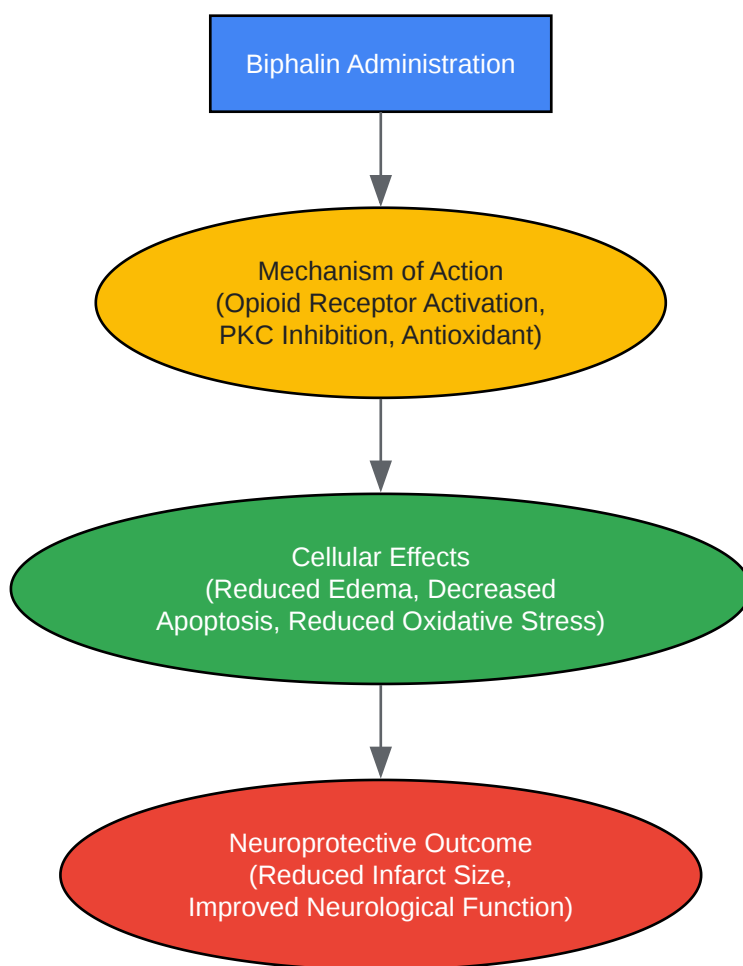 Biphalin Administration
Mechanism of Action
(Opioid Receptor Activation,
PKC Inhibition, Antioxidant)
Cellular Effects
(Reduced Edema, Decreased
Apoptosis, Reduced Oxidative Stress)
Neuroprotective Outcome
(Reduced Infarct Size,
Improved Neurological Function)